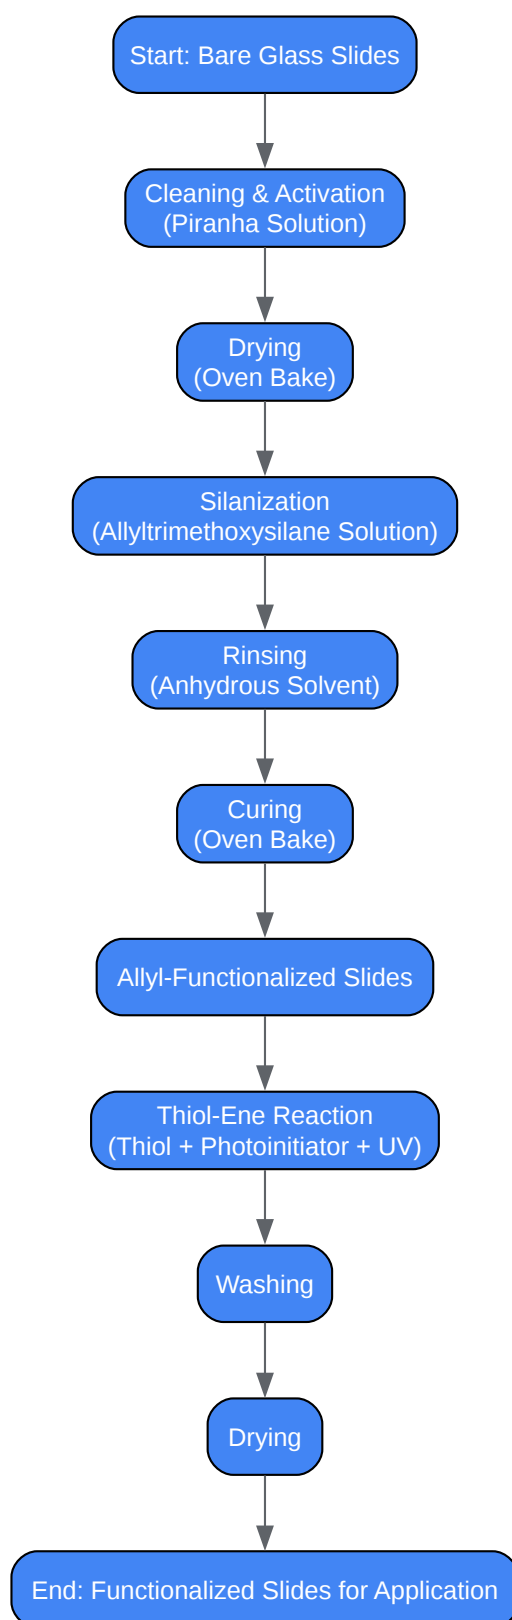 Start: Bare Glass Slides
Cleaning & Activation
(Piranha Solution)
Drying
(Oven Bake)
Silanization
(Allyltrimethoxysilane Solution)
Rinsing
(Anhydrous Solvent)
Curing
(Oven Bake)
Allyl-Functionalized Slides
Thiol-Ene Reaction
(Thiol + Photoinitiator + UV)
Washing
Drying
End: Functionalized Slides for Application